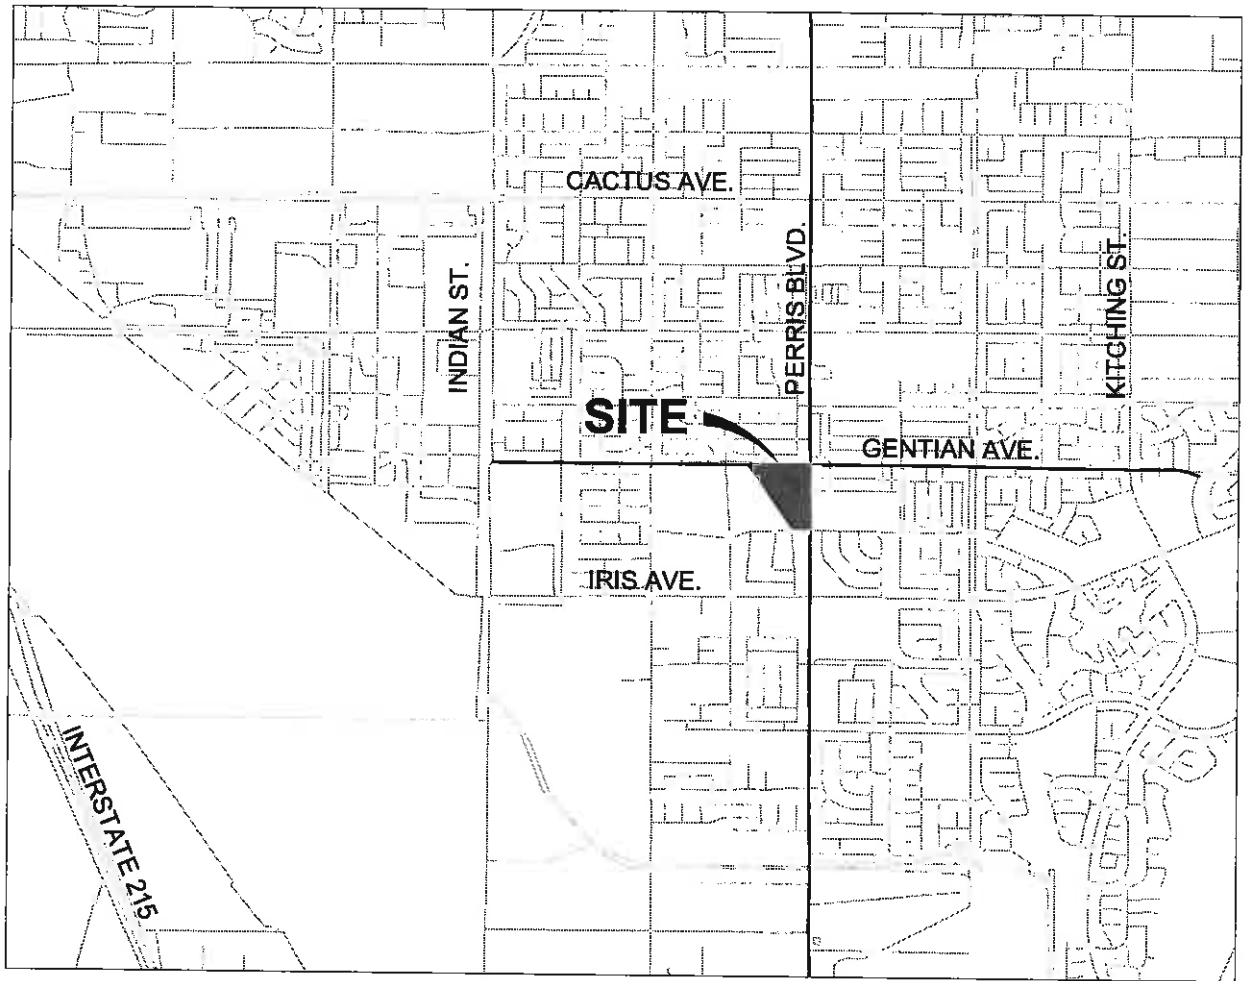 CACTUS AVE.
INDIAN ST.
PERRIS BLVD.
KITCHING ST.
SITE
GENTIAN AVE.
IRIS AVE.
INTERSTATE 215